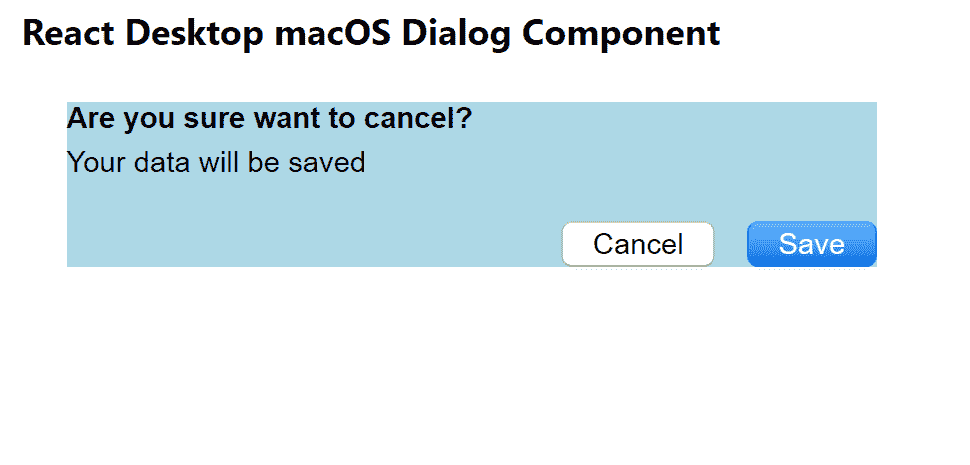 React Desktop macOS Dialog Component
Are you sure want to cancel?
Your data will be saved
Cancel Save